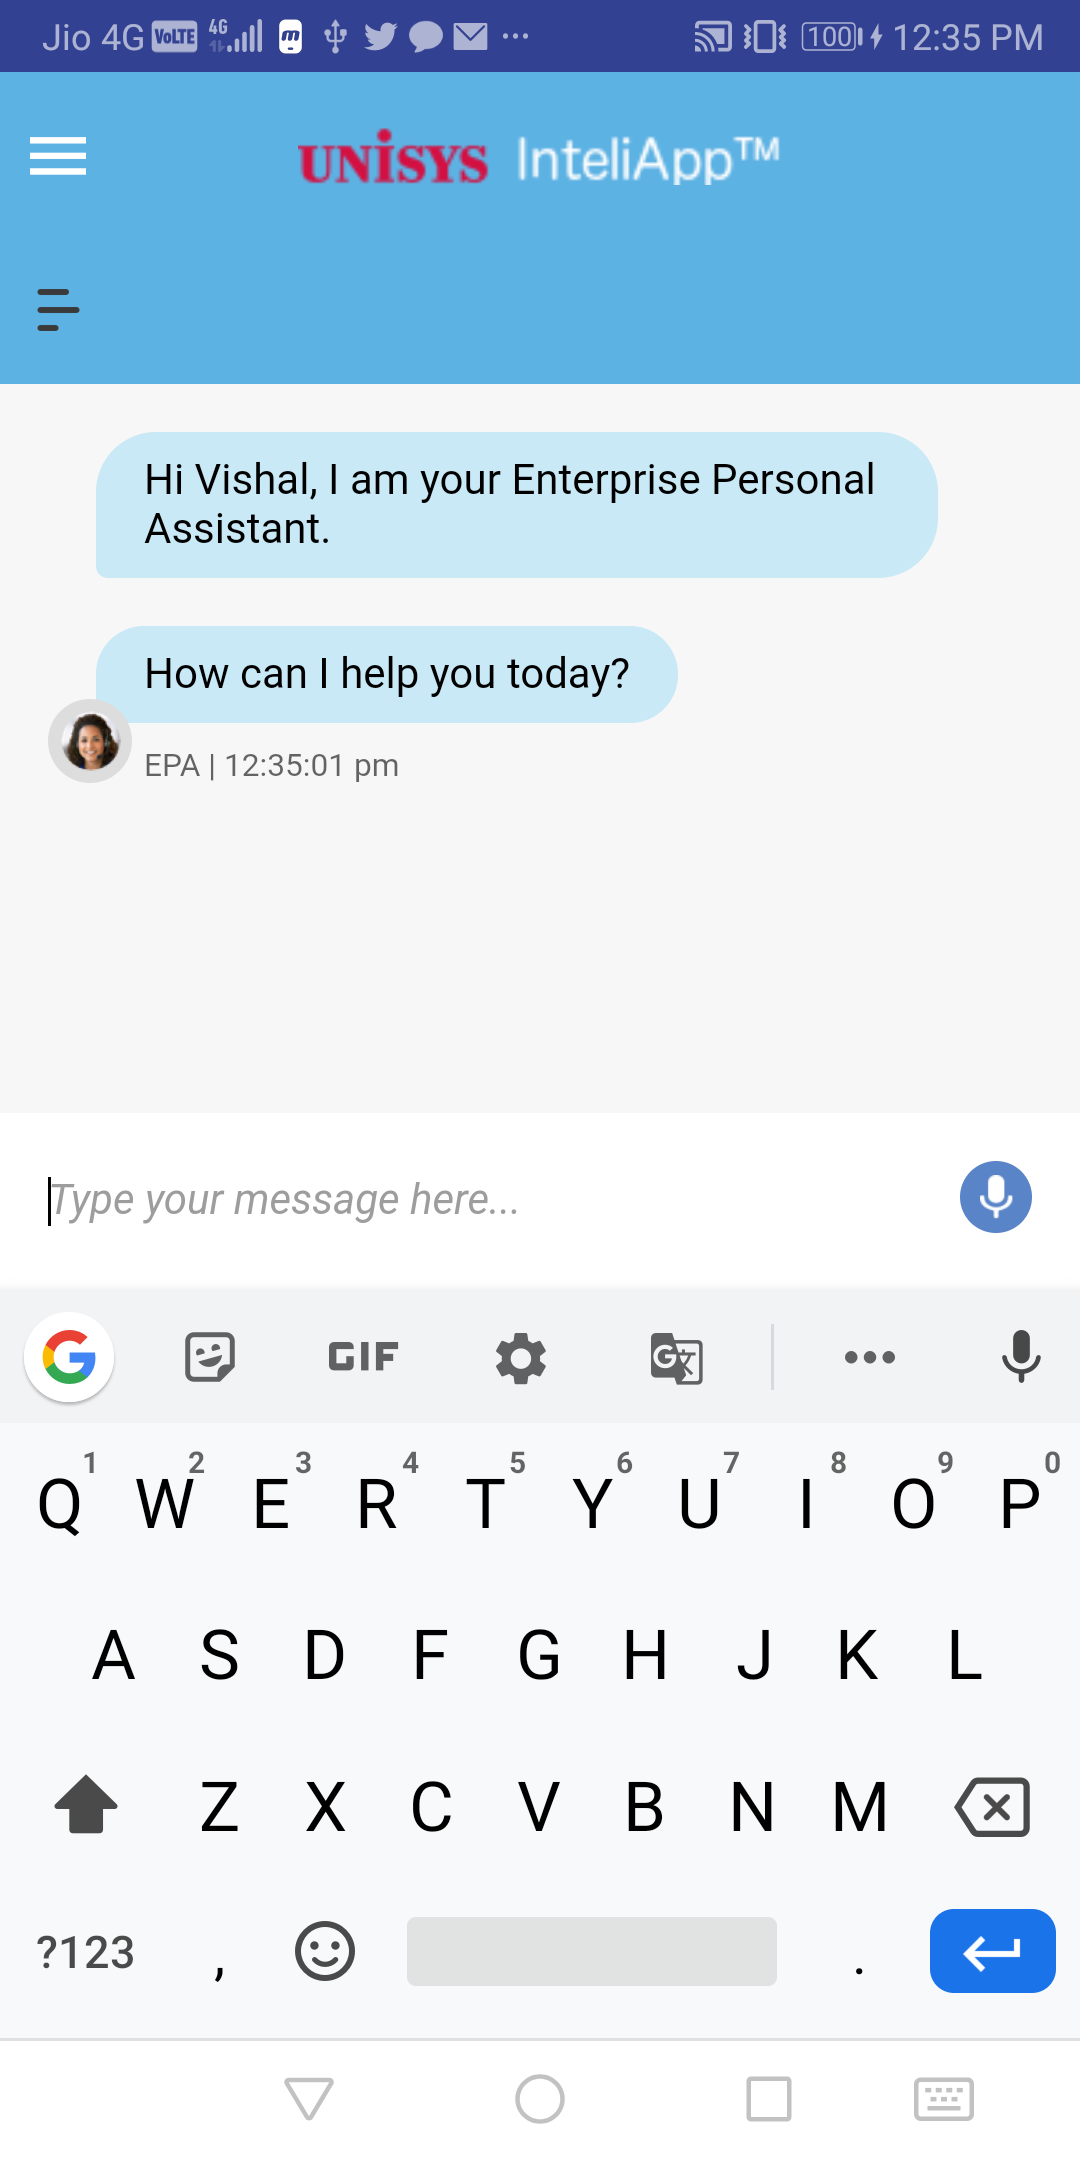 Jio 4G VoLTE 4G 100 12:35 PM
UNiSYS InteliApp™
Hi Vishal, I am your Enterprise Personal
Assistant.
How can I help you today?
EPA | 12:35:01 pm
Type your message here...
G GIF G文
1 2 3 4 5 6 7 8 9 0
Q W E R T Y U I O P
A S D F G H J K L
Z X C V B N M
?123 , .